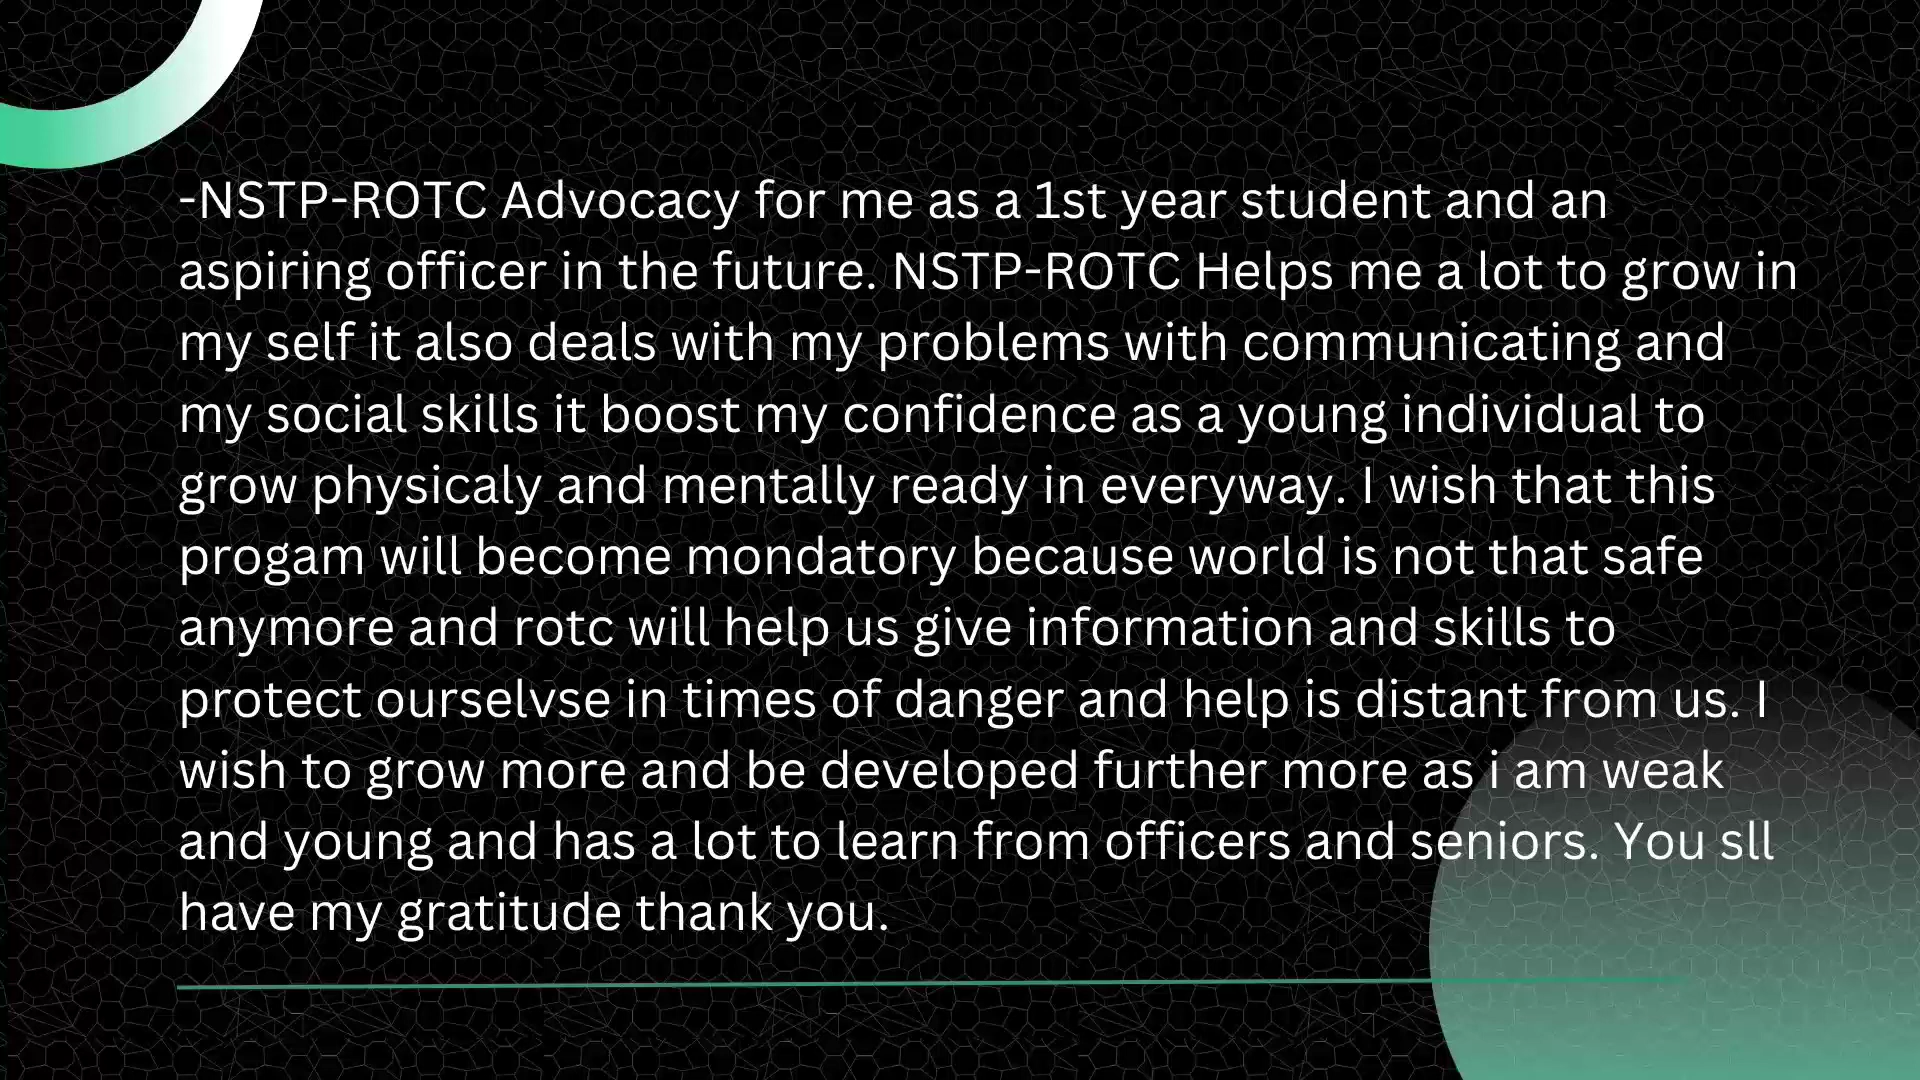 -NSTP-ROTC Advocacy for me as a 1st year student and an
aspiring officer in the future. NSTP-ROTC Helps me a lot to grow in
my self it also deals with my problems with communicating and
my social skills it boost my confidence as a young individual to
grow physicaly and mentally ready in everyway. I wish that this
progam will become mondatory because world is not that safe
anymore and rotc will help us give information and skills to
protect ourselvse in times of danger and help is distant from us. I
wish to grow more and be developed further more as i am weak
and young and has a lot to learn from officers and seniors. You sll
have my gratitude thank you.